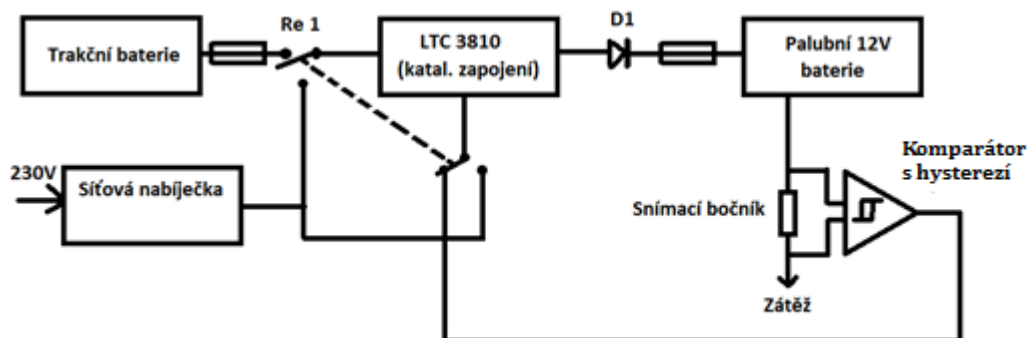 Trakční baterie
Re 1
LTC 3810
(katal. zapojení)
D1
Palubní 12V
baterie
230V
Síťová nabíječka
Snímací bočník
Komparátor
s hysterezí
Zátěž